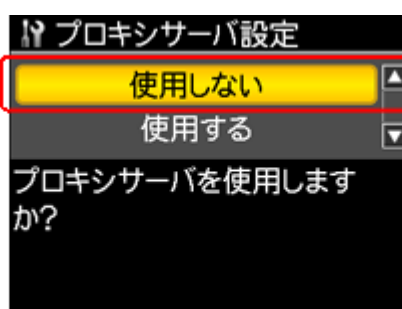 プロキシサーバ設定
使用しない
使用する
プロキシサーバを使用します
か?